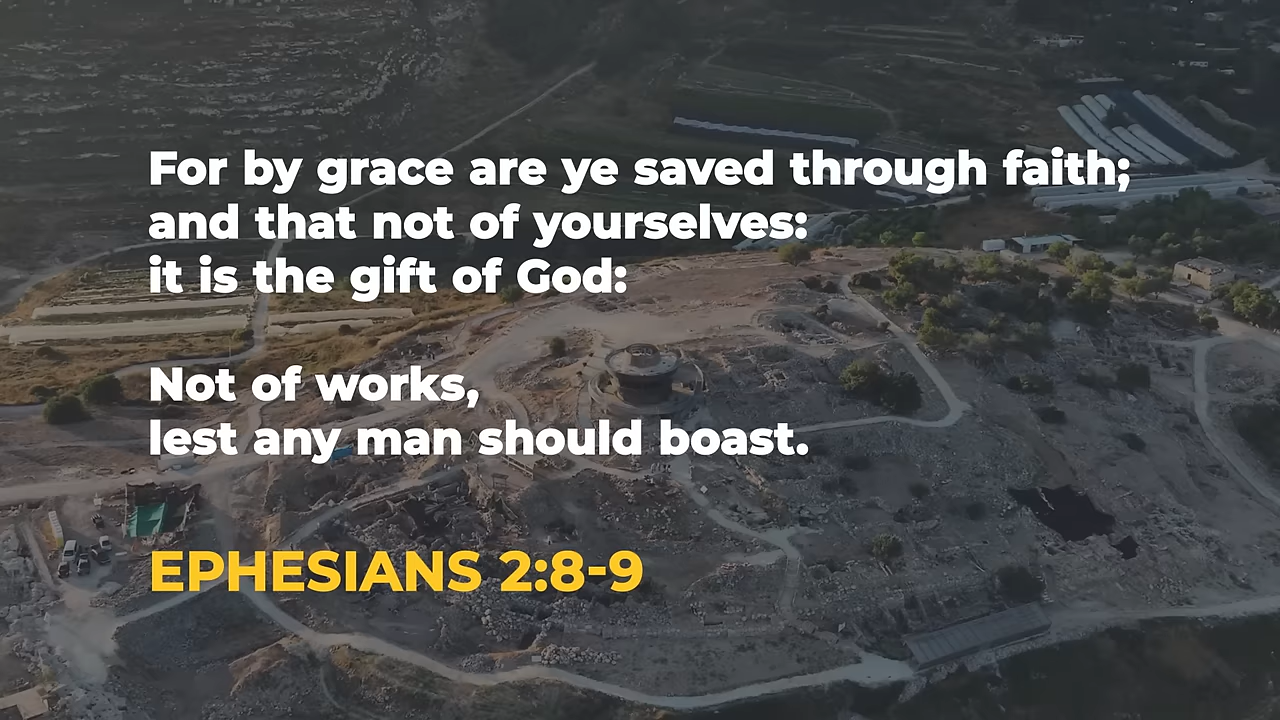 For by grace are ye saved through faith;
and that not of yourselves:
it is the gift of God:
Not of works,
lest any man should boast.
EPHESIANS 2:8-9